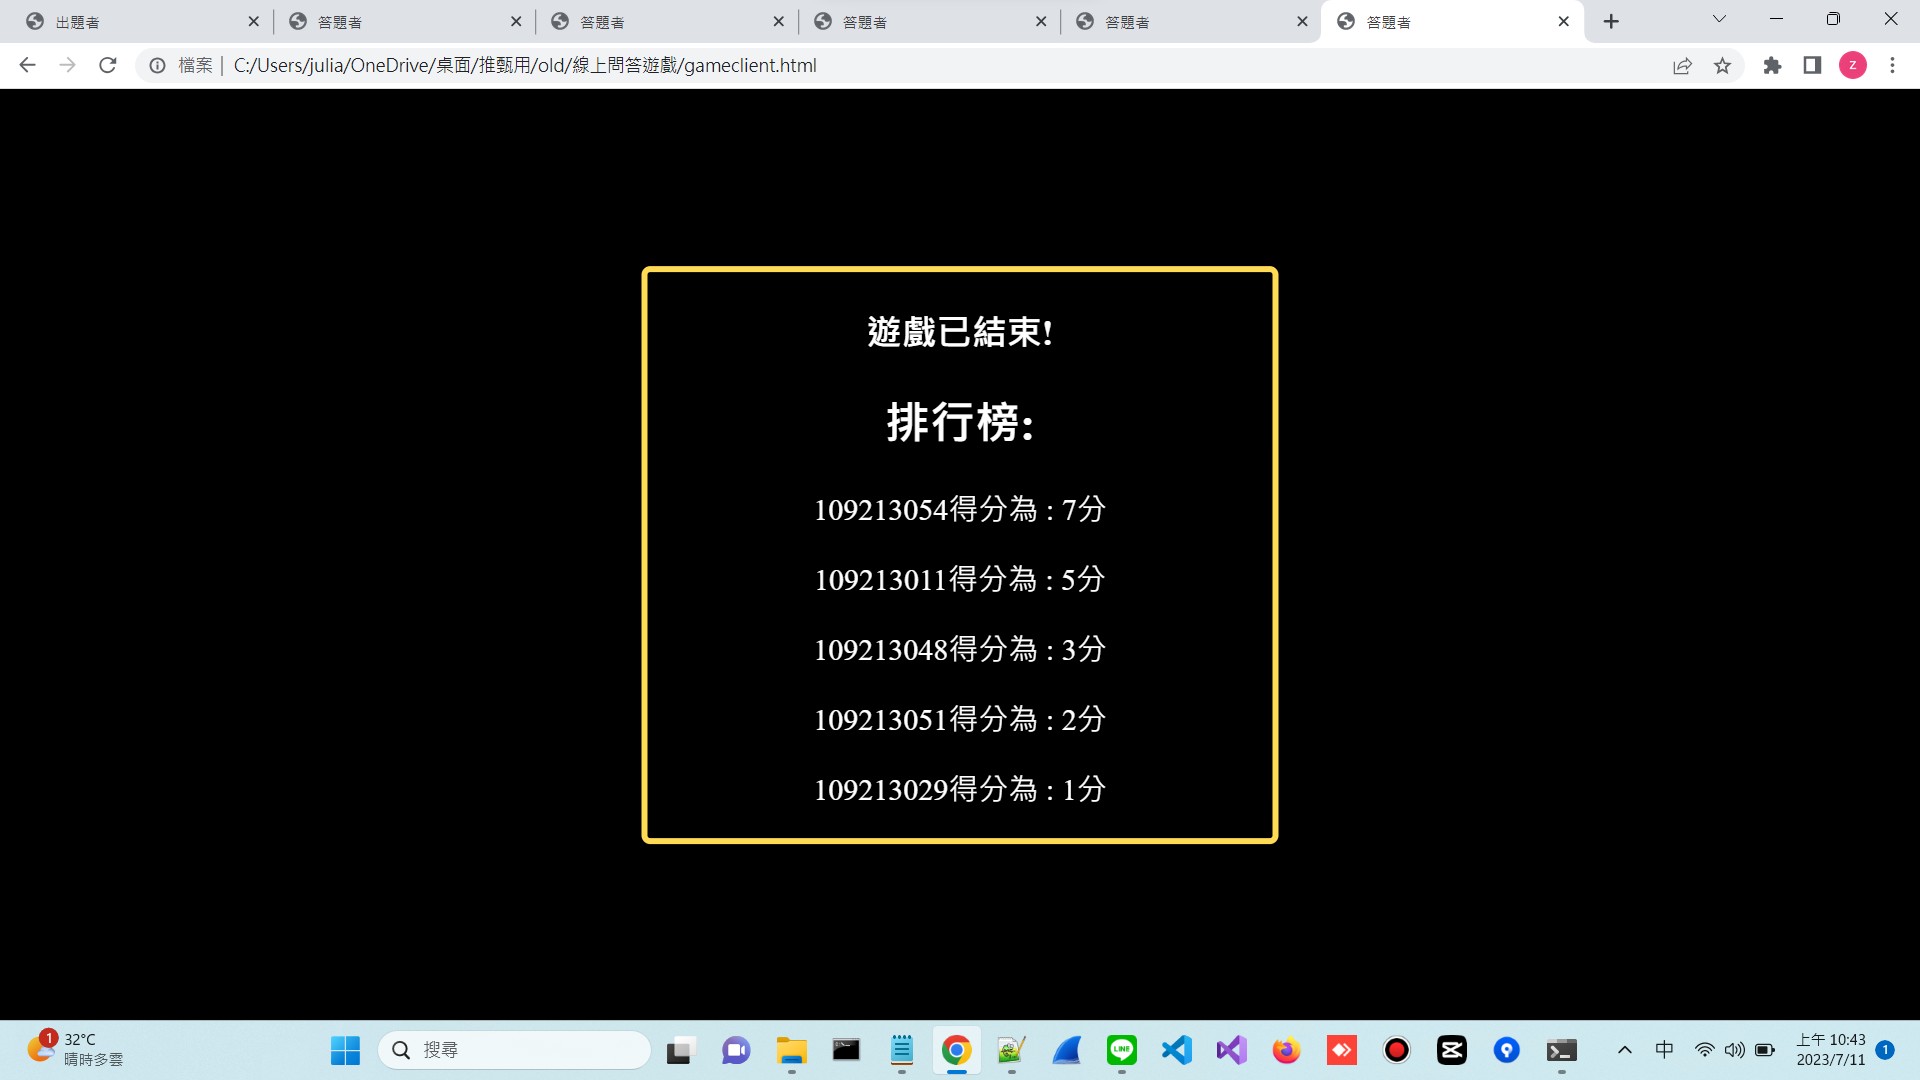 出題者
答題者
答題者
答題者
答題者
答題者
檔案 | C:/Users/julia/OneDrive/桌面/推甄用/old/線上問答遊戲/gameclient.html
Z
遊戲已結束!
排行榜:
109213054得分為 : 7分
109213011得分為 : 5分
109213048得分為 : 3分
109213051得分為 : 2分
109213029得分為 : 1分
1
32°C
晴時多雲
搜尋
LINE
中
上午 10:43
2023/7/11
1